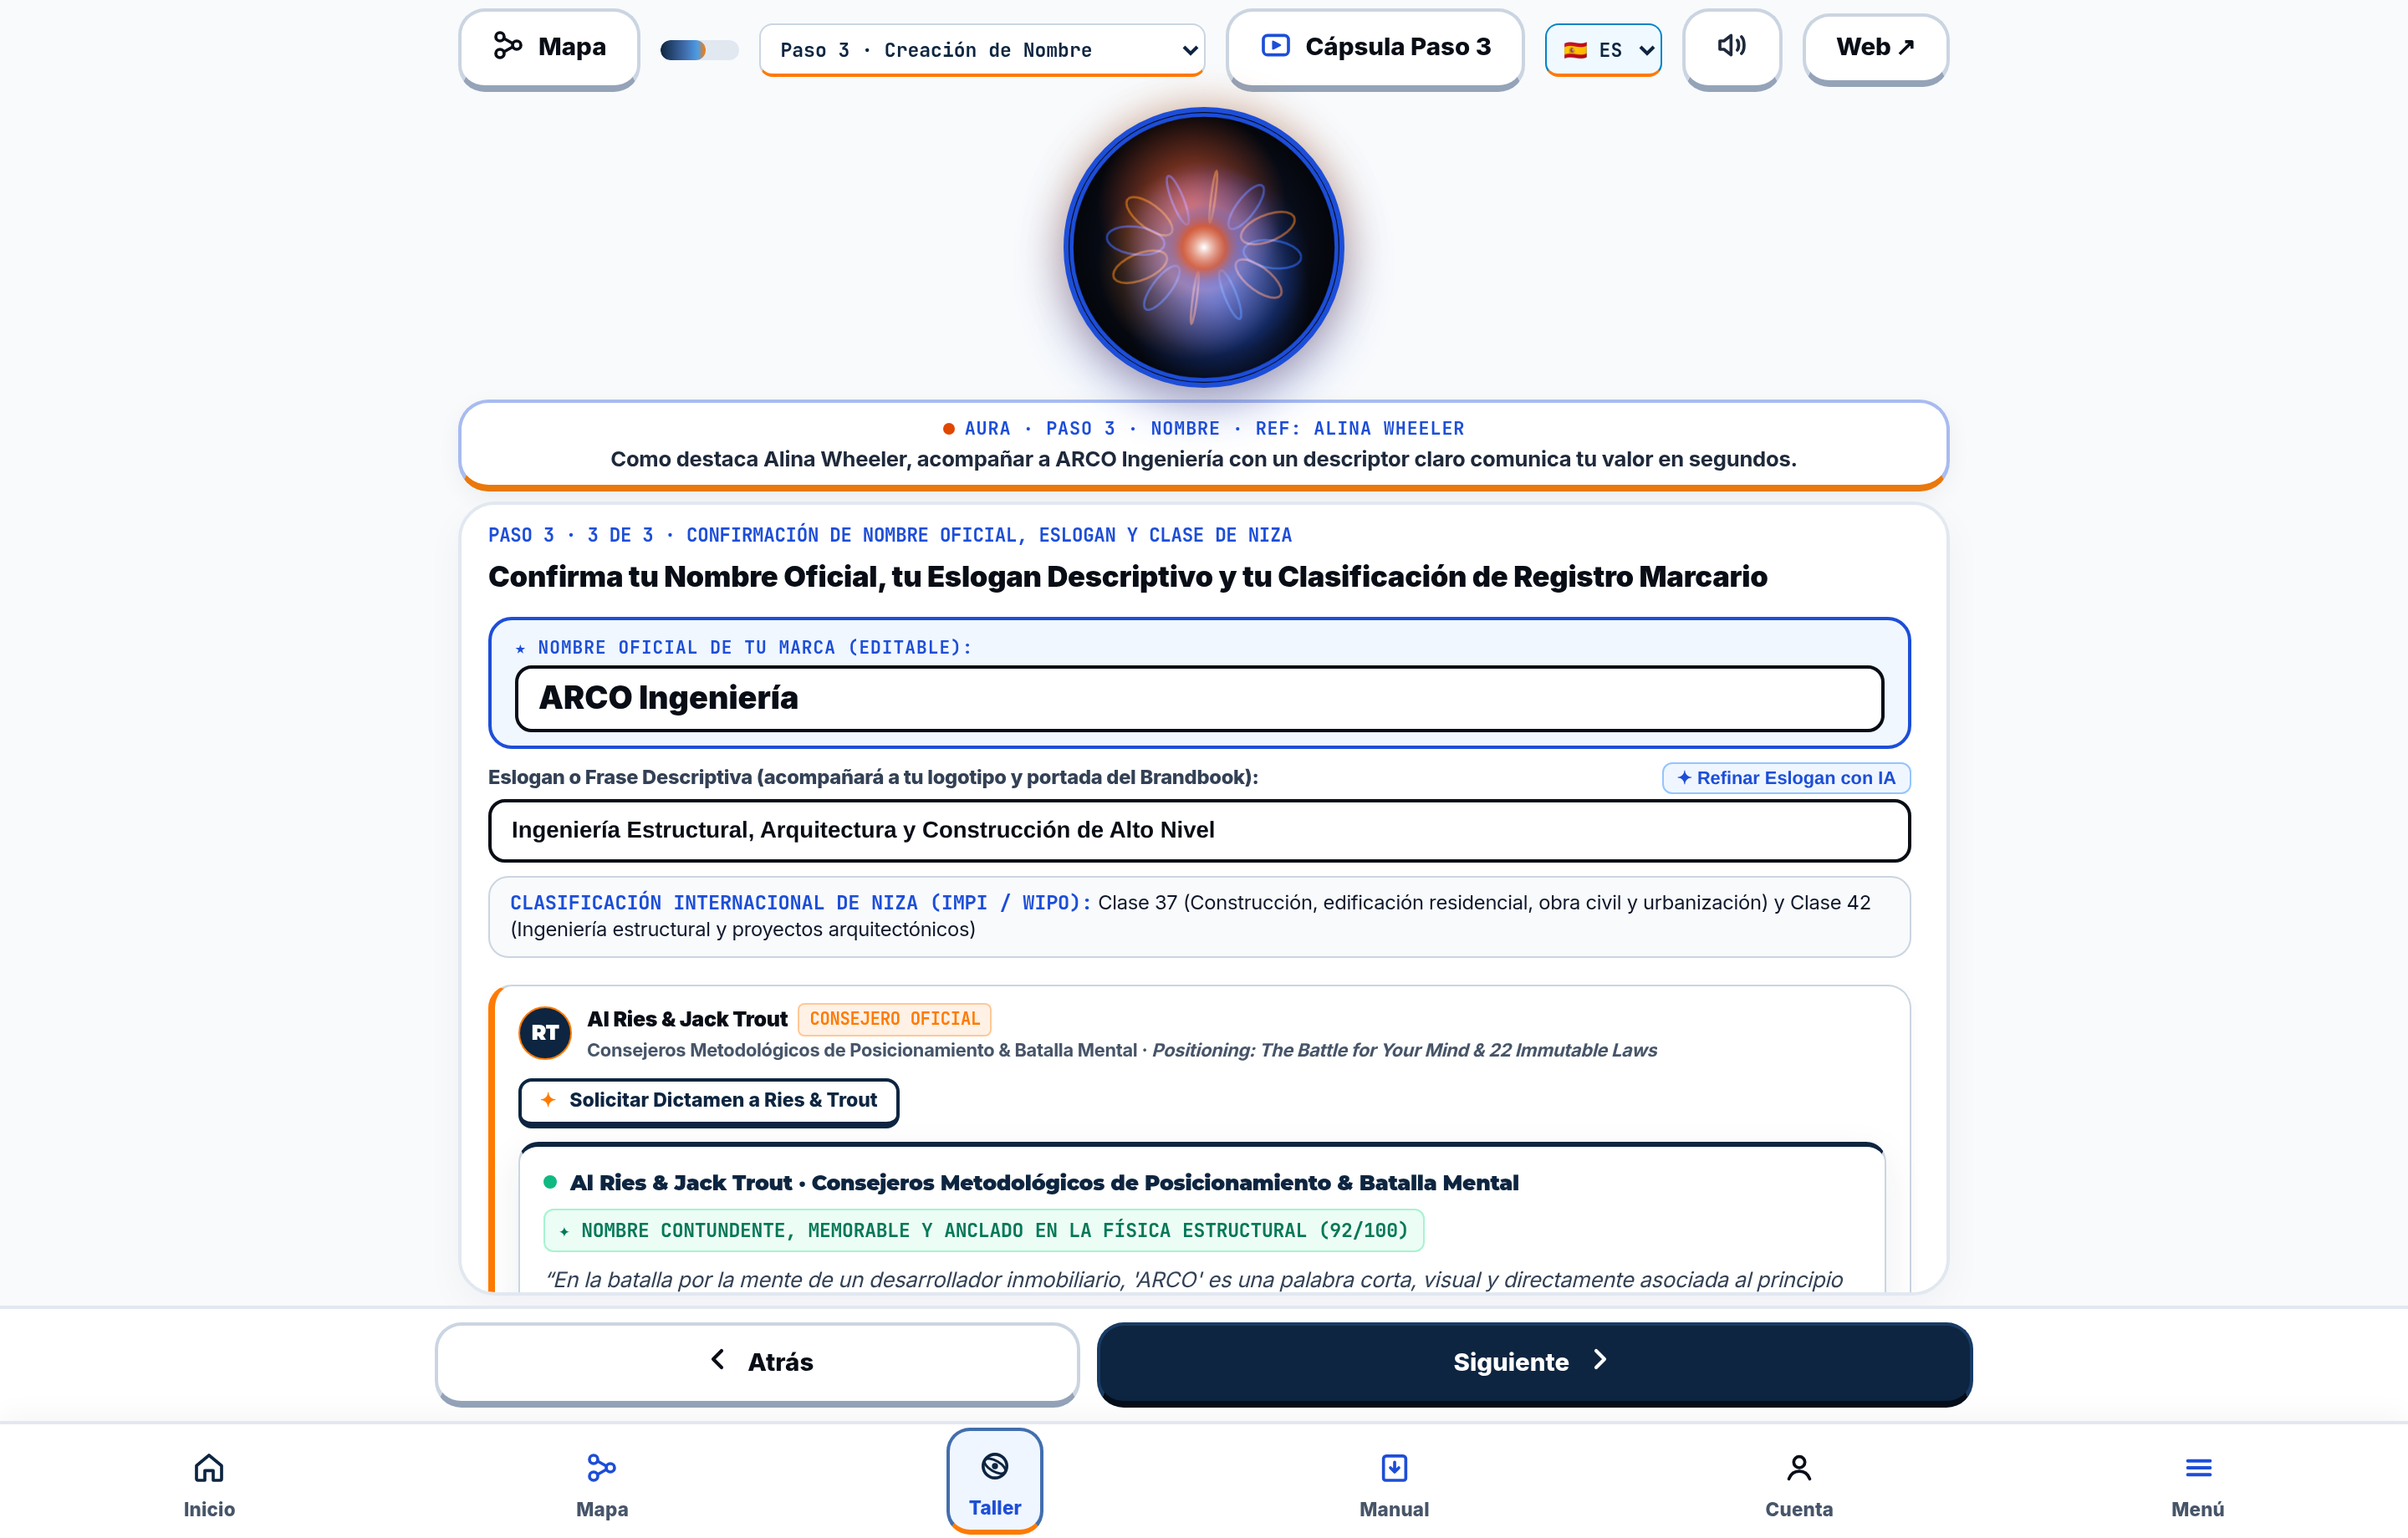 Mapa
Paso 3 · Creación de Nombre
Cápsula Paso 3
🇪🇸 ES
Web ↗
AURA · PASO 3 · NOMBRE · REF: ALINA WHEELER
Como destaca Alina Wheeler, acompañar a ARCO Ingeniería con un descriptor claro comunica tu valor en segundos.
PASO 3 · 3 DE 3 · CONFIRMACIÓN DE NOMBRE OFICIAL, ESLOGAN Y CLASE DE NIZA
Confirma tu Nombre Oficial, tu Eslogan Descriptivo y tu Clasificación de Registro Marcario
★ NOMBRE OFICIAL DE TU MARCA (EDITABLE):
ARCO Ingeniería
Eslogan o Frase Descriptiva (acompañará a tu logotipo y portada del Brandbook):
✦ Refinar Eslogan con IA
Ingeniería Estructural, Arquitectura y Construcción de Alto Nivel
CLASIFICACIÓN INTERNACIONAL DE NIZA (IMPI / WIPO): Clase 37 (Construcción, edificación residencial, obra civil y urbanización) y Clase 42
(Ingeniería estructural y proyectos arquitectónicos)
RT
Al Ries & Jack Trout
CONSEJERO OFICIAL
Consejeros Metodológicos de Posicionamiento & Batalla Mental · Positioning: The Battle for Your Mind & 22 Immutable Laws
✦ Solicitar Dictamen a Ries & Trout
Al Ries & Jack Trout · Consejeros Metodológicos de Posicionamiento & Batalla Mental
✦ NOMBRE CONTUNDENTE, MEMORABLE Y ANCLADO EN LA FÍSICA ESTRUCTURAL (92/100)
“En la batalla por la mente de un desarrollador inmobiliario, 'ARCO' es una palabra corta, visual y directamente asociada al principio
Atrás
Siguiente
Inicio
Mapa
Taller
Manual
Cuenta
Menú